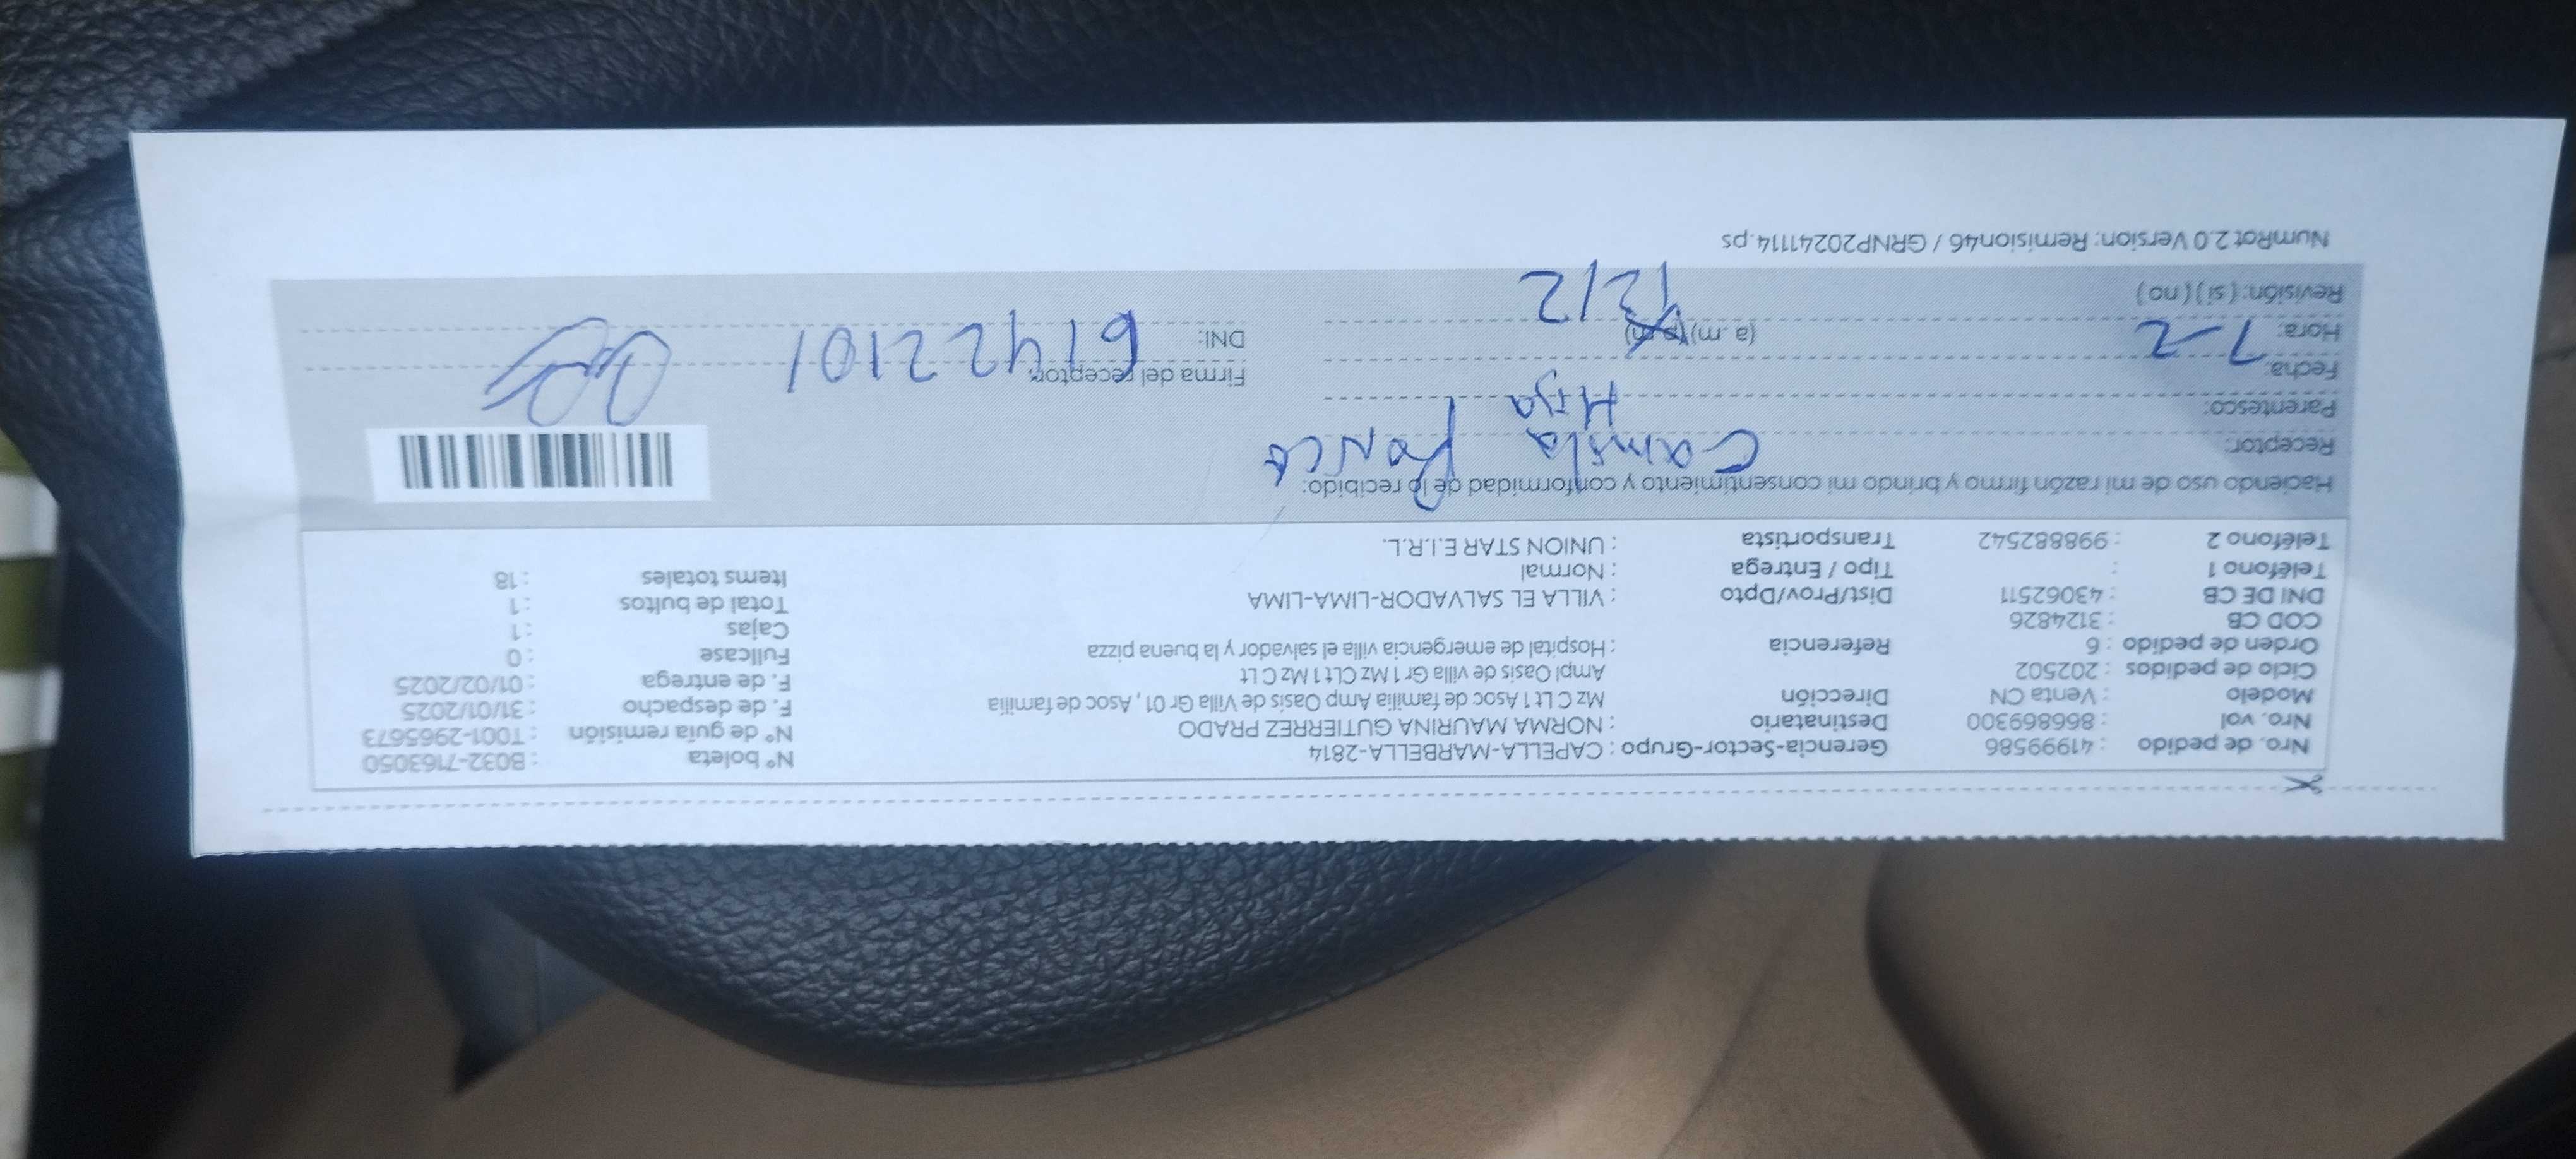 Nro. de pedido : 41999586 Gerencia-Sector-Grupo : CAPELLA-MARBELLA-2814 N° boleta : B032-7163050
Nro. vol : 866869300 Destinatario : NORMA MAURINA GUTIERREZ PRADO N° de guía remisión : T001-2965673
Modelo : Venta CN Dirección Mz C Lt 1 Asoc de familia Amp Oasis de Villa Gr 01 , Asoc de familia F. de despacho : 31/01/2025
Ciclo de pedidos : 202502 Ampl Oasis de villa Gr 1 Mz CLt 1 Mz C Lt F. de entrega : 01/02/2025
Orden de pedido : 6 Referencia : Hospital de emergencia villa el salvador y la buena pizza Fullcase : 0
COD CB : 3124826 Cajas : 1
DNI DE CB : 43062511 Dist/Prov/Dpto : VILLA EL SALVADOR-LIMA-LIMA Total de bultos : 1
Teléfono 1 : Tipo / Entrega : Normal Items totales : 18
Teléfono 2 : 998882542 Transportista : UNION STAR E.I.R.L.
Haciendo uso de mi razón firmo y brindo mi consentimiento y conformidad de lo recibido:
Receptor: Camila Ponce
Parentesco: Hija
Fecha: 1-2 Firma del receptor:
Hora: (a.m)(p.m) 1212 DNI: 61422101
Revisión: (si) (no)
NumRot 2.0 Version: Remision46 / GRNP20241114.ps